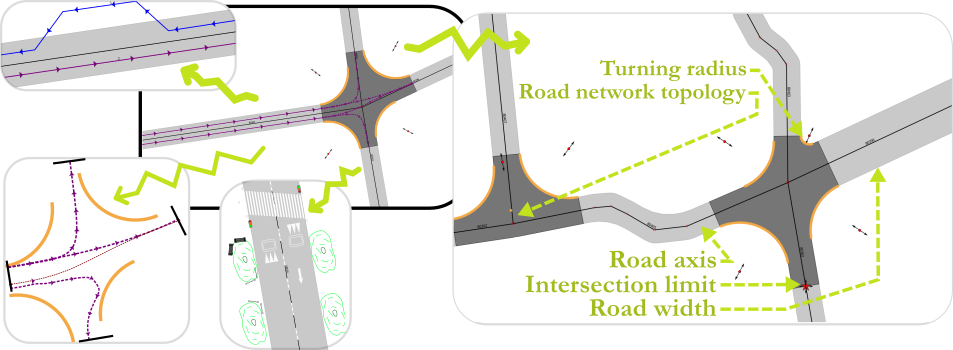 Turning radius
Road network topology
Road axis
Intersection limit
Road width